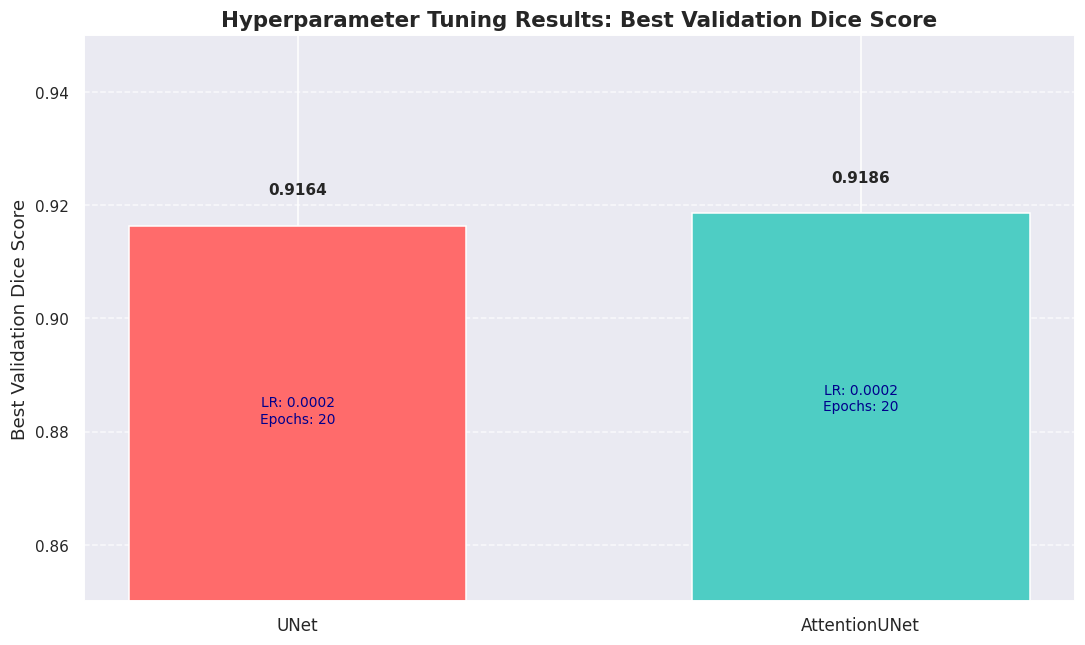 Hyperparameter Tuning Results: Best Validation Dice Score
Best Validation Dice Score
0.94
0.92
0.90
0.88
0.86
0.9164
0.9186
LR: 0.0002
Epochs: 20
LR: 0.0002
Epochs: 20
UNet
AttentionUNet